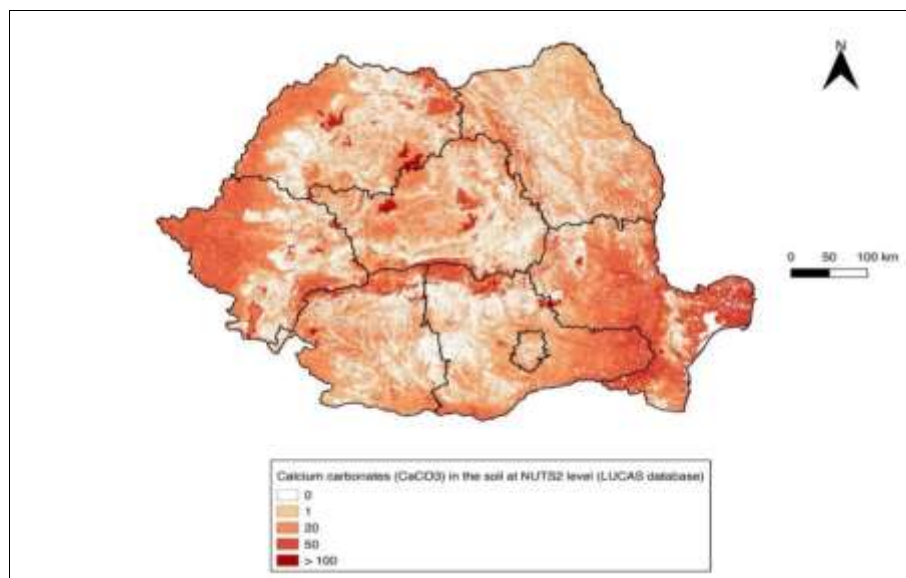 N
0 50 100 km
Calcium carbonates (CaCO3) in the soil at NUTS2 level (LUCAS database)
0
1
20
50
> 100